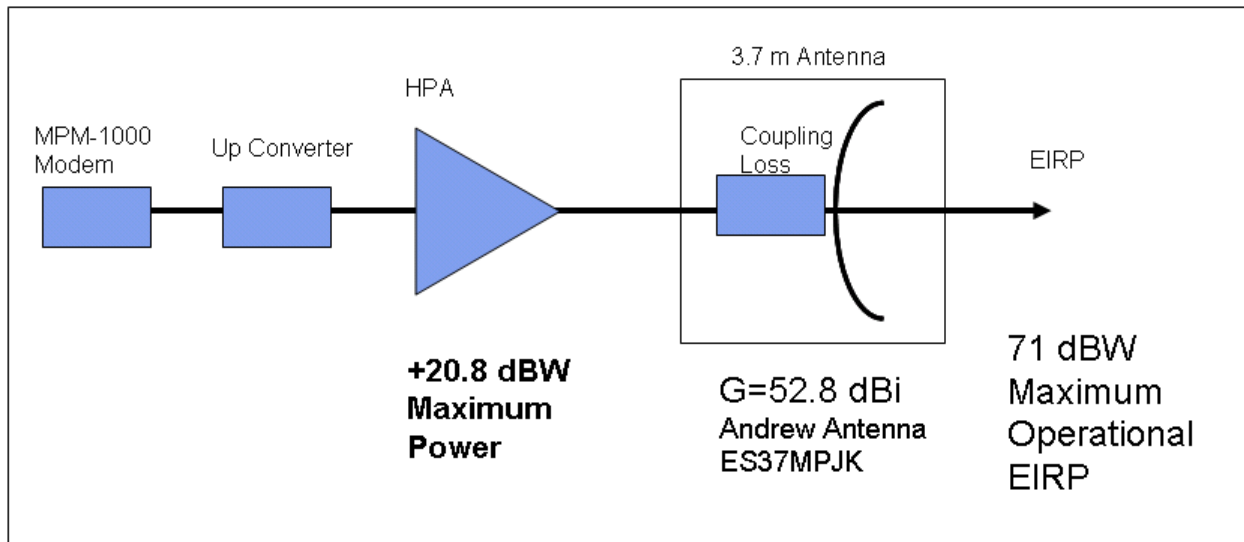 MPM-1000
Modem
Up Converter
HPA
3.7 m Antenna
Coupling
Loss
EIRP
+20.8 dBW
Maximum
Power
G=52.8 dBi
Andrew Antenna
ES37MPJK
71 dBW
Maximum
Operational
EIRP